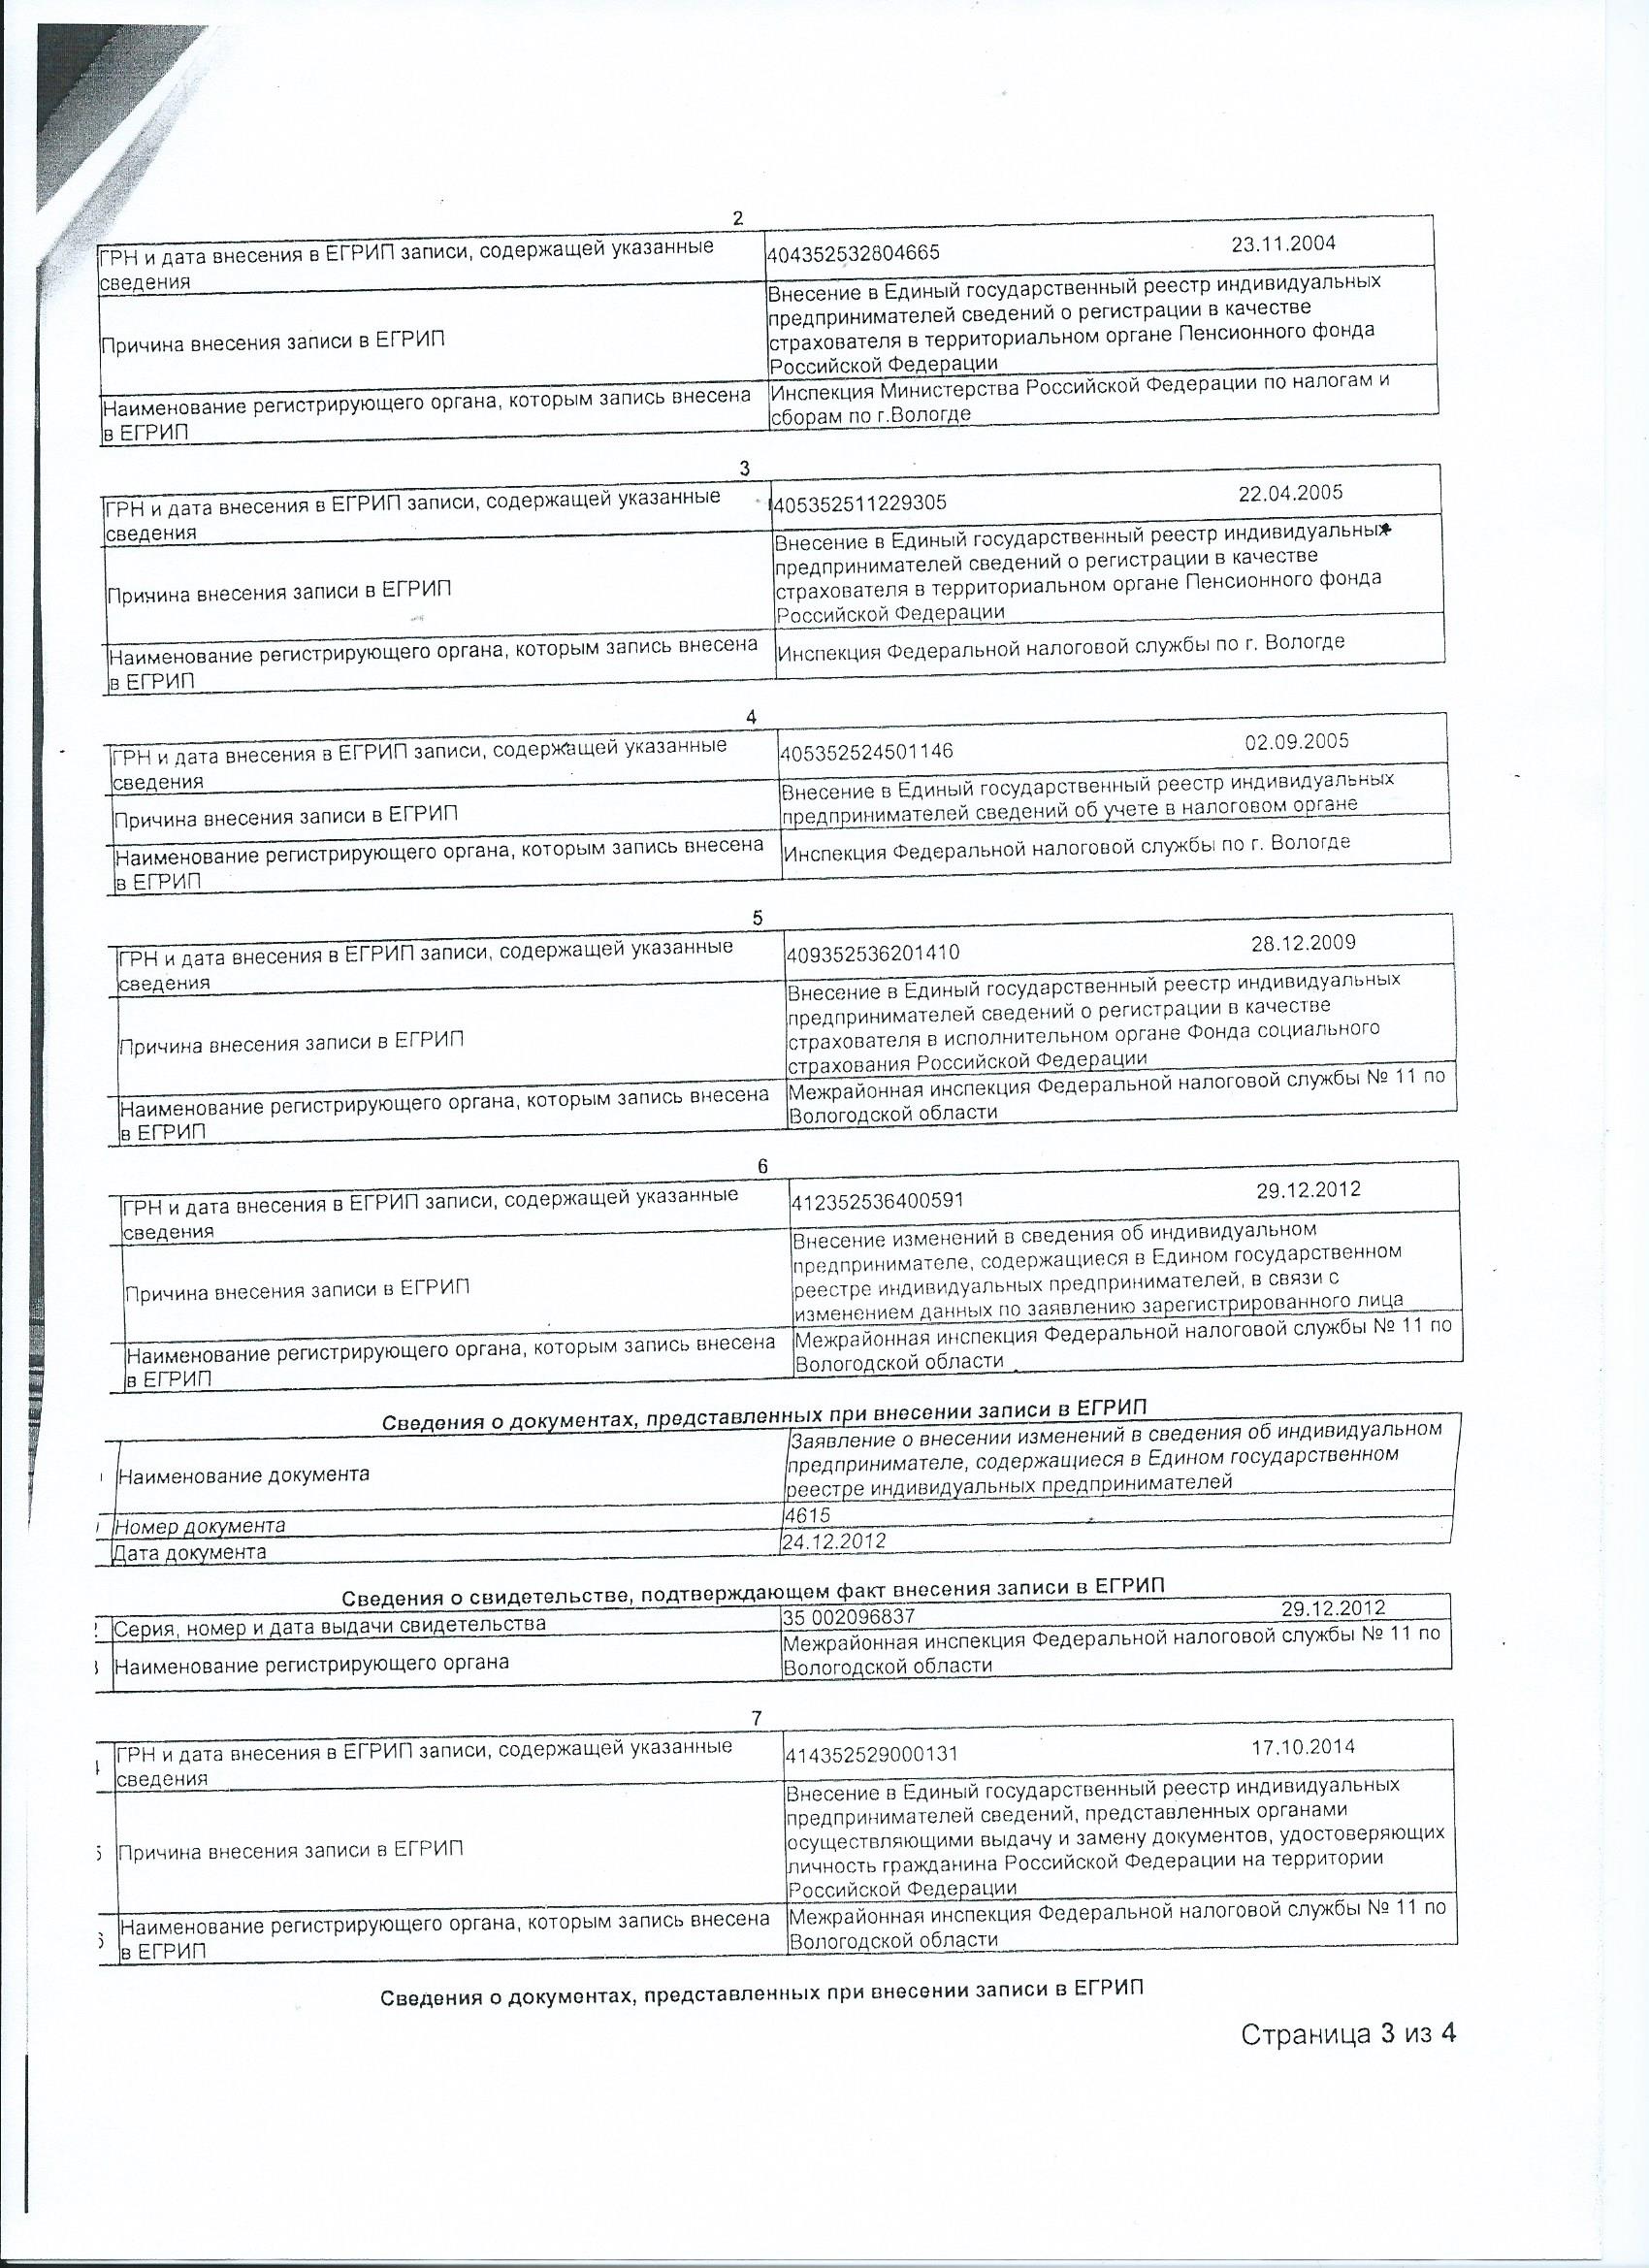 2
ГРН и дата внесения в ЕГРИП записи, содержащей указанные
сведения
404352532804665 23.11.2004
Причина внесения записи в ЕГРИП
Внесение в Единый государственный реестр индивидуальных
предпринимателей сведений о регистрации в качестве
страхователя в территориальном органе Пенсионного фонда
Российской Федерации
Наименование регистрирующего органа, которым запись внесена
в ЕГРИП
Инспекция Министерства Российской Федерации по налогам и
сборам по г.Вологде
3
ГРН и дата внесения в ЕГРИП записи, содержащей указанные
сведения
405352511229305 22.04.2005
Причина внесения записи в ЕГРИП
Внесение в Единый государственный реестр индивидуальных
предпринимателей сведений о регистрации в качестве
страхователя в территориальном органе Пенсионного фонда
Российской Федерации
Наименование регистрирующего органа, которым запись внесена
в ЕГРИП
Инспекция Федеральной налоговой службы по г. Вологде
4
ГРН и дата внесения в ЕГРИП записи, содержащей указанные
сведения
405352524501146 02.09.2005
Причина внесения записи в ЕГРИП
Внесение в Единый государственный реестр индивидуальных
предпринимателей сведений об учете в налоговом органе
Наименование регистрирующего органа, которым запись внесена
в ЕГРИП
Инспекция Федеральной налоговой службы по г. Вологде
5
ГРН и дата внесения в ЕГРИП записи, содержащей указанные
сведения
409352536201410 28.12.2009
Причина внесения записи в ЕГРИП
Внесение в Единый государственный реестр индивидуальных
предпринимателей сведений о регистрации в качестве
страхователя в исполнительном органе Фонда социального
страхования Российской Федерации
Наименование регистрирующего органа, которым запись внесена
в ЕГРИП
Межрайонная инспекция Федеральной налоговой службы № 11 по
Вологодской области
6
ГРН и дата внесения в ЕГРИП записи, содержащей указанные
сведения
412352536400591 29.12.2012
Причина внесения записи в ЕГРИП
Внесение изменений в сведения об индивидуальном
предпринимателе, содержащиеся в Едином государственном
реестре индивидуальных предпринимателей, в связи с
изменением данных по заявлению зарегистрированного лица
Наименование регистрирующего органа, которым запись внесена
в ЕГРИП
Межрайонная инспекция Федеральной налоговой службы № 11 по
Вологодской области
Сведения о документах, представленных при внесении записи в ЕГРИП
Наименование документа
Заявление о внесении изменений в сведения об индивидуальном
предпринимателе, содержащиеся в Едином государственном
реестре индивидуальных предпринимателей
Номер документа 4615
Дата документа 24.12.2012
Сведения о свидетельстве, подтверждающем факт внесения записи в ЕГРИП
Серия, номер и дата выдачи свидетельства 35 002096837 29.12.2012
Наименование регистрирующего органа
Межрайонная инспекция Федеральной налоговой службы № 11 по
Вологодской области
7
ГРН и дата внесения в ЕГРИП записи, содержащей указанные
сведения
414352529000131 17.10.2014
Причина внесения записи в ЕГРИП
Внесение в Единый государственный реестр индивидуальных
предпринимателей сведений, представленных органами
осуществляющими выдачу и замену документов, удостоверяющих
личность гражданина Российской Федерации на территории
Российской Федерации
Наименование регистрирующего органа, которым запись внесена
в ЕГРИП
Межрайонная инспекция Федеральной налоговой службы № 11 по
Вологодской области
Сведения о документах, представленных при внесении записи в ЕГРИП
Страница 3 из 4